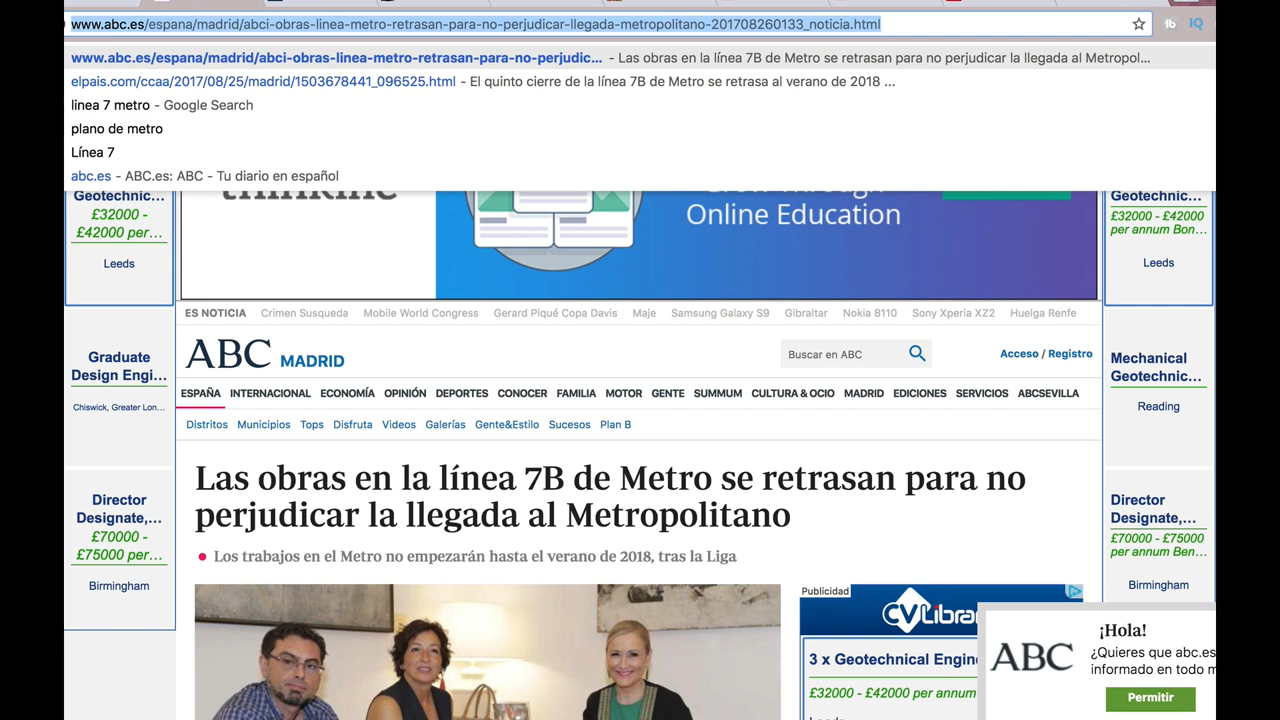 www.abc.es/espana/madrid/abci-obras-linea-metro-retrasan-para-no-perjudicar-llegada-metropolitano-201708260133_noticia.html
www.abc.es/espana/madrid/abci-obras-linea-metro-retrasan-para-no-perjudic... - Las obras en la línea 7B de Metro se retrasan para no perjudicar la llegada al Metropol...
elpais.com/ccaa/2017/08/25/madrid/1503678441_096525.html - El quinto cierre de la línea 7B de Metro se retrasa al verano de 2018 ...
linea 7 metro - Google Search
plano de metro
Línea 7
abc.es - ABC.es: ABC - Tu diario en español
Geotechnic...
£32000 -
£42000 per...
Leeds
Graduate
Design Engi...
Chiswick, Greater Lon...
Director
Designate,...
£70000 -
£75000 per...
Birmingham
Online Education
ES NOTICIA Crimen Susqueda Mobile World Congress Gerard Piqué Copa Davis Maje Samsung Galaxy S9 Gibraltar Nokia 8110 Sony Xperia XZ2 Huelga Renfe
ABC MADRID
Buscar en ABC
Acceso / Registro
ESPAÑA INTERNACIONAL ECONOMÍA OPINIÓN DEPORTES CONOCER FAMILIA MOTOR GENTE SUMMUM CULTURA & OCIO MADRID EDICIONES SERVICIOS ABCSEVILLA
Distritos Municipios Tops Disfruta Videos Galerías Gente&Estilo Sucesos Plan B
Las obras en la línea 7B de Metro se retrasan para no
perjudicar la llegada al Metropolitano
Los trabajos en el Metro no empezarán hasta el verano de 2018, tras la Liga
Publicidad
CVLibrar
3 x Geotechnical Engine
£32000 - £42000 per annum
Geotechnic...
£32000 - £42000
per annum Bon...
Leeds
Mechanical
Geotechnic...
Reading
Director
Designate,...
£70000 - £75000
per annum Ben...
Birmingham
ABC
¡Hola!
¿Quieres que abc.es
informado en todo m
Permitir